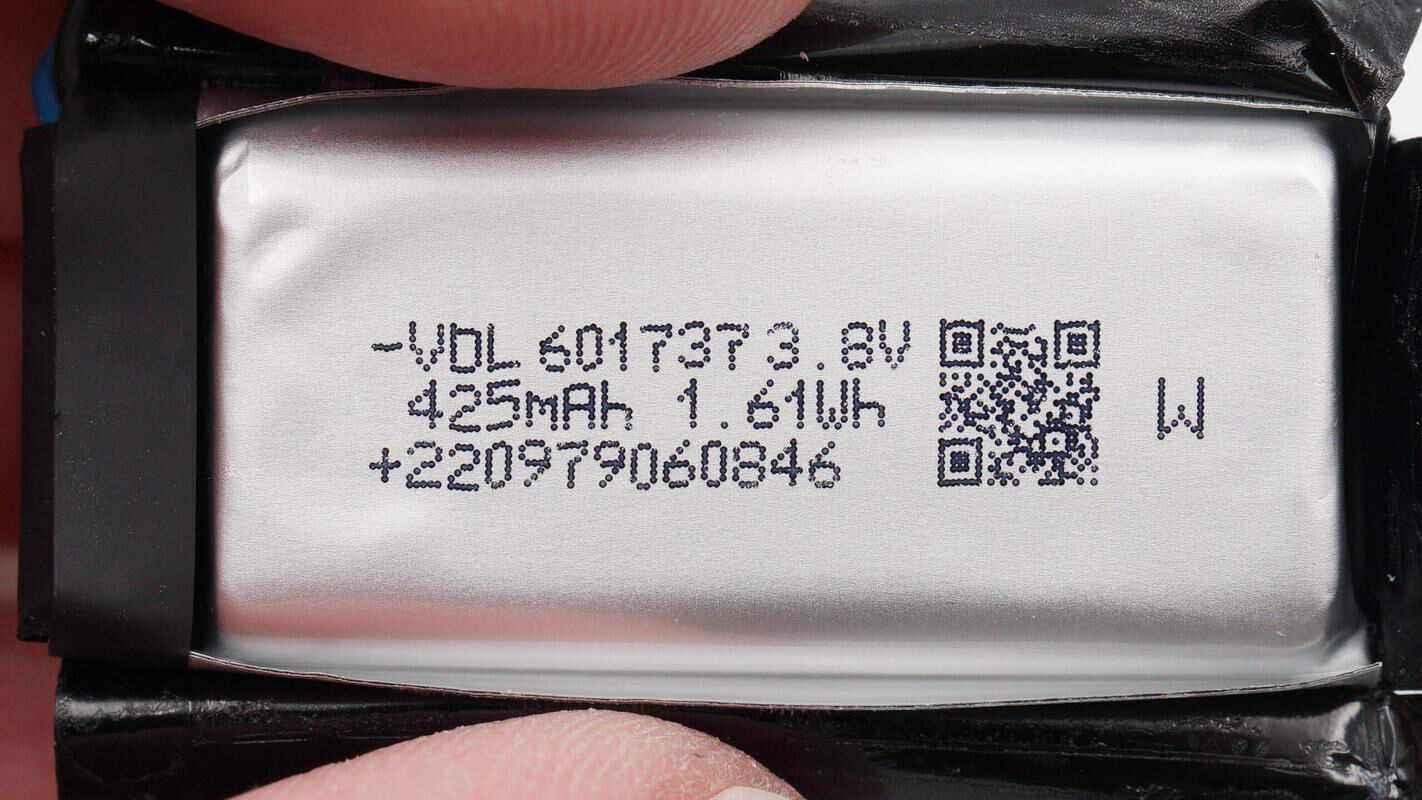 -VDL 601737 3.8V
425mAh 1.61Wh
+220979060846
W